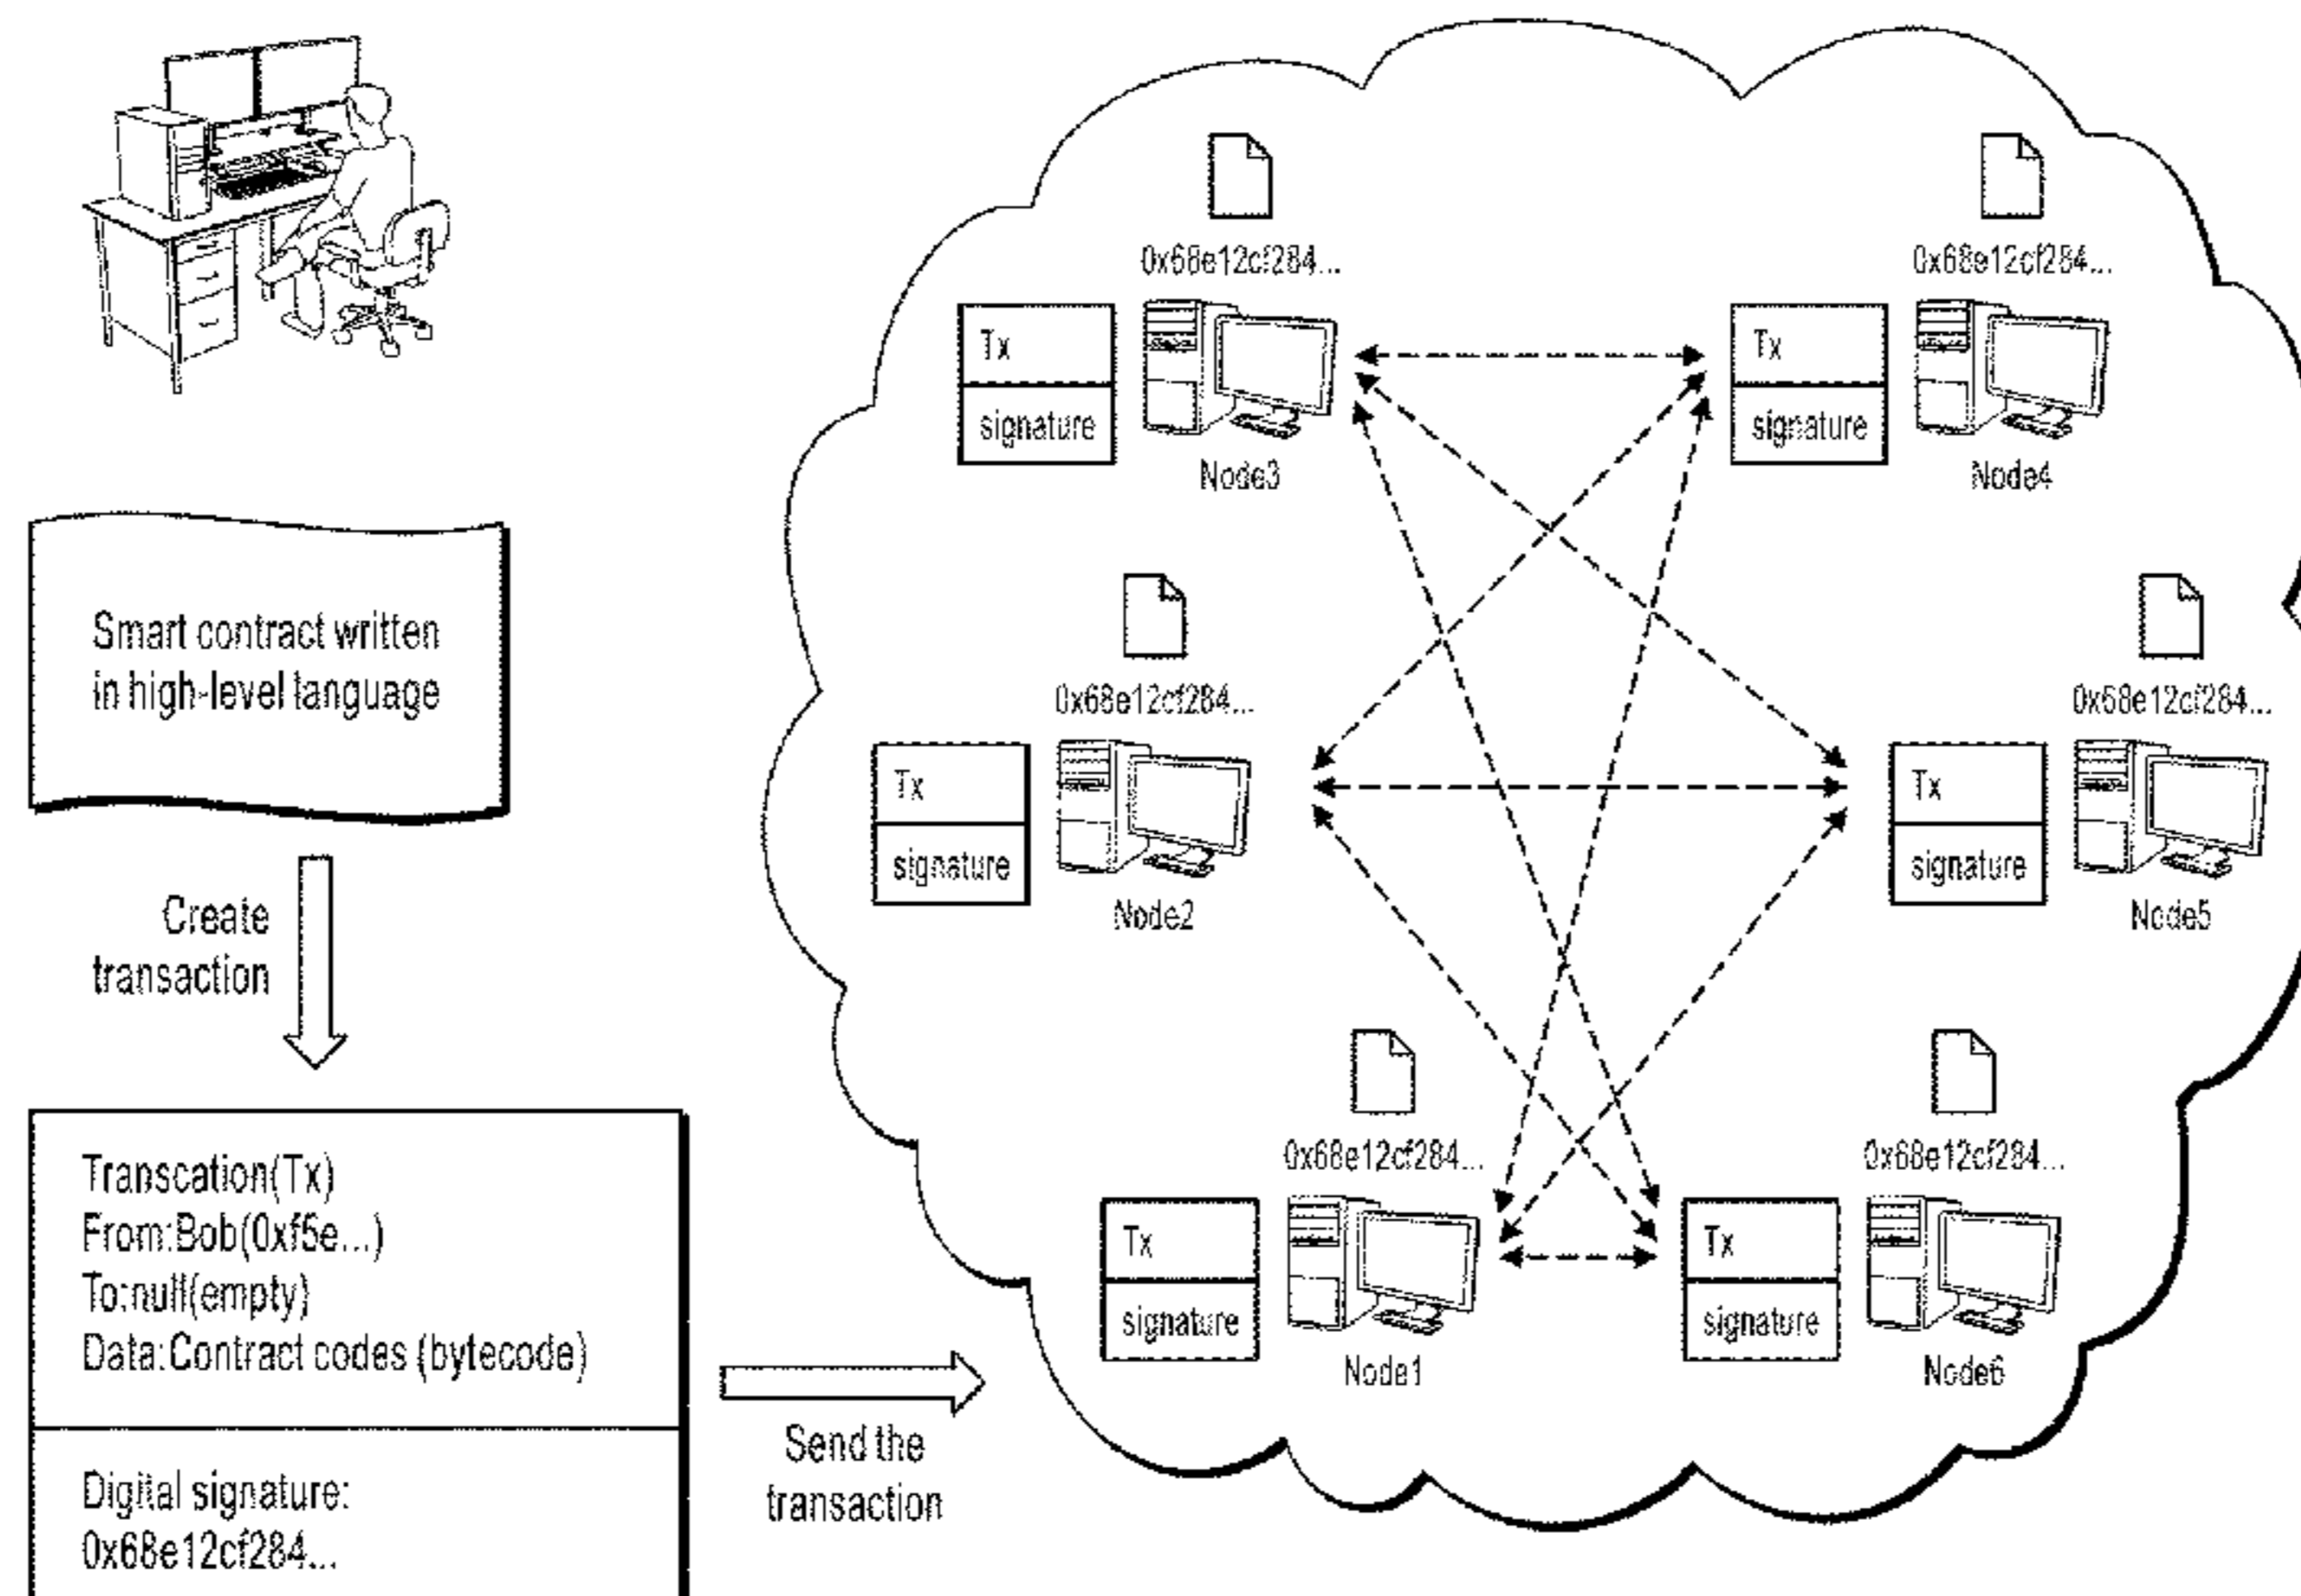 Smart contract written
in high-level language
Create
transaction
Transcation(Tx)
From:Bob(0xf5e...)
To:null(empty)
Data:Contract codes (bytecode)
Digital signature:
0x68e12cf284...
Send the
transaction
0x68e12cf284...
Tx
signature
Node3
0x68e12cf284...
Tx
signature
Node4
0x68e12cf284...
Tx
signature
Node2
0x68e12cf284...
Tx
signature
Node5
0x68e12cf284...
Tx
signature
Node1
0x68e12cf284...
Tx
signature
Node6